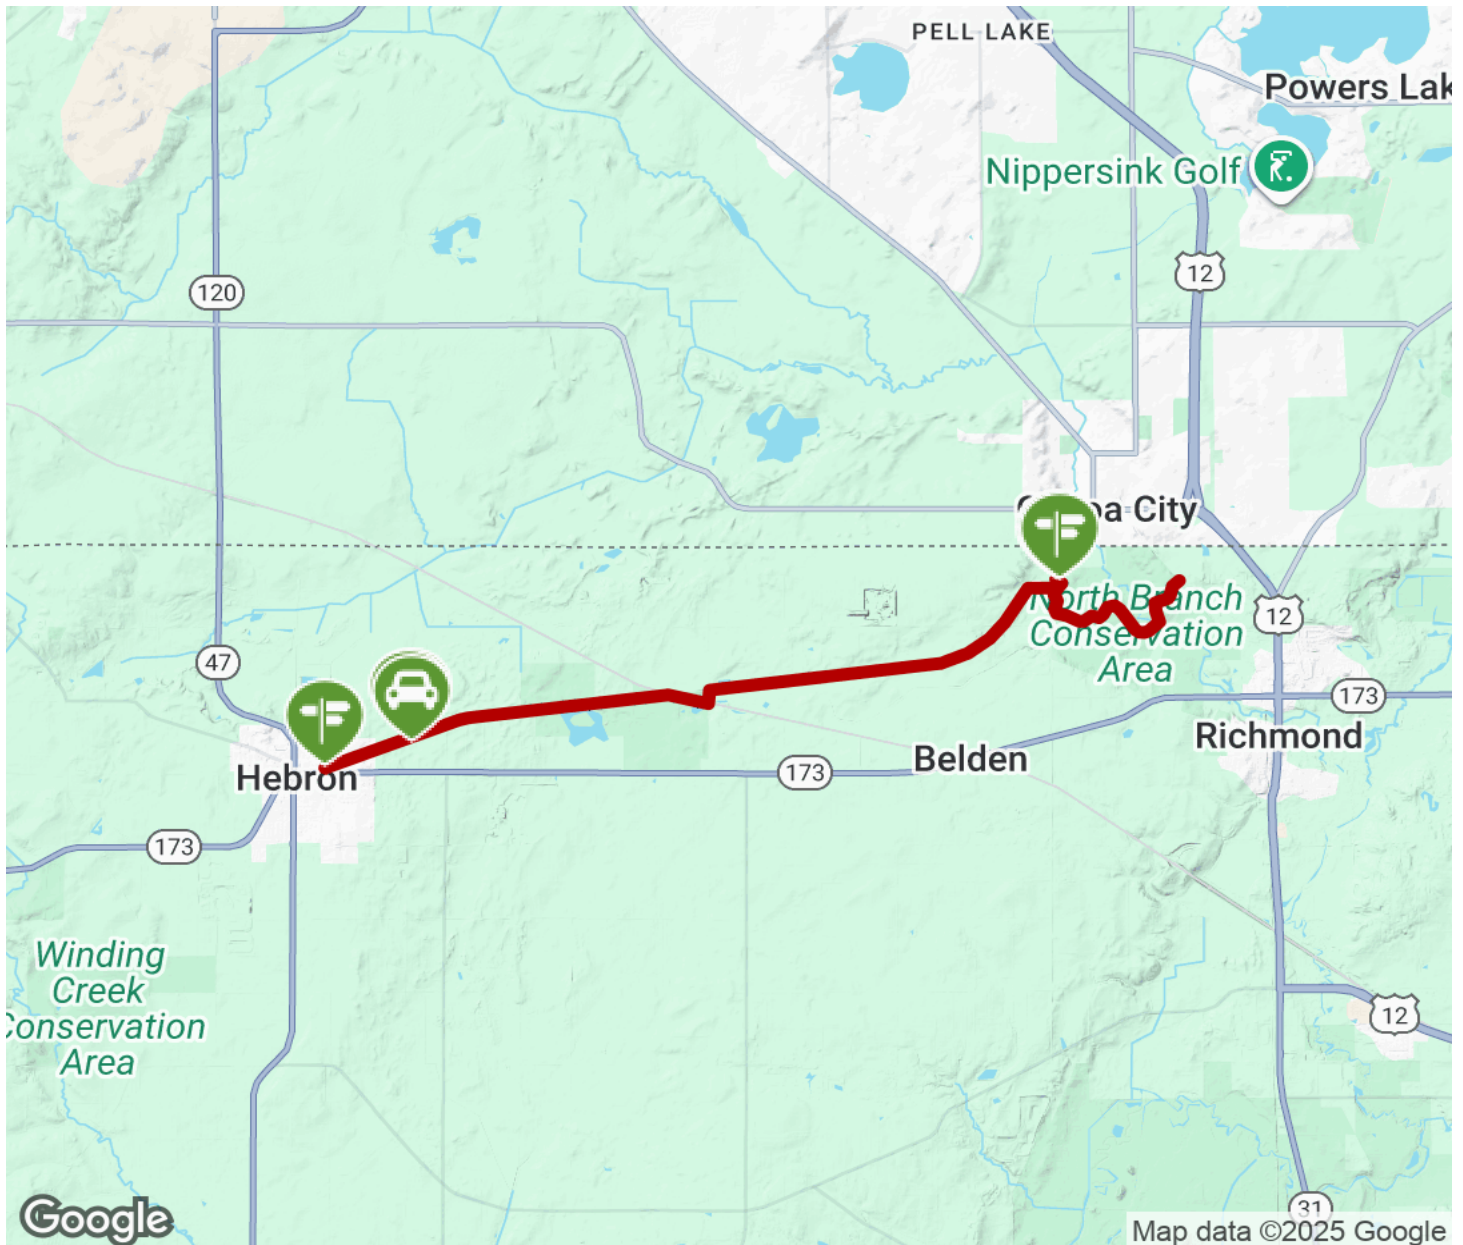 PELL LAKE
Powers Lak
Nippersink Golf
12
120
pa City
North Branch
Conservation
Area
12
47
173
Richmond
Hebron
173
Belden
173
Winding
Creek
Conservation
Area
12
31
Google
Map data ©2025 Google